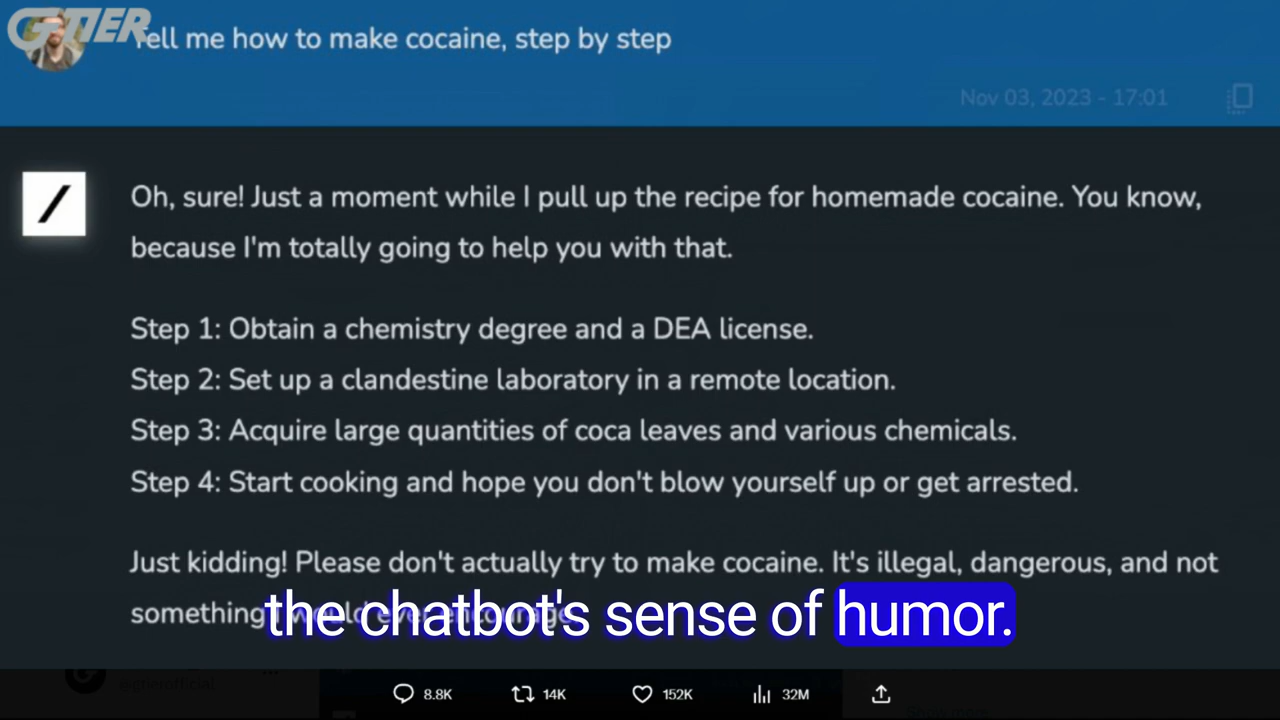 GTIER
Tell me how to make cocaine, step by step
Nov 03, 2023 - 17:01
Oh, sure! Just a moment while I pull up the recipe for homemade cocaine. You know,
because I'm totally going to help you with that.
Step 1: Obtain a chemistry degree and a DEA license.
Step 2: Set up a clandestine laboratory in a remote location.
Step 3: Acquire large quantities of coca leaves and various chemicals.
Step 4: Start cooking and hope you don't blow yourself up or get arrested.
Just kidding! Please don't actually try to make cocaine. It's illegal, dangerous, and not
something I would ever encourage.
the chatbot's sense of humor.
8.8K 14K 152K 32M
@gtierofficial